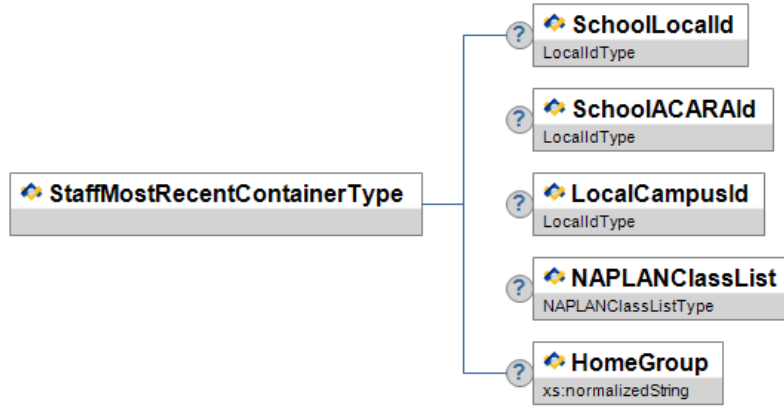 ?
SchoolLocalId
LocalIdType
?
SchoolACARAId
LocalIdType
StaffMostRecentContainerType
?
LocalCampusId
LocalIdType
?
NAPLANClassList
NAPLANClassListType
?
HomeGroup
xs:normalizedString